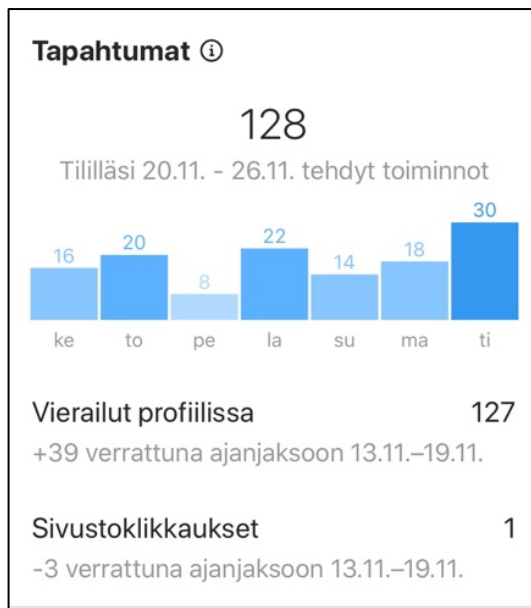 Tapahtumat
128
Tililläsi 20.11. - 26.11. tehdyt toiminnot
16 20 8 22 14 18 30
ke to pe la su ma ti
Vierailut profiilissa 127
+39 verrattuna ajanjaksoon 13.11.–19.11.
Sivustoklikkaukset 1
-3 verrattuna ajanjaksoon 13.11.–19.11.